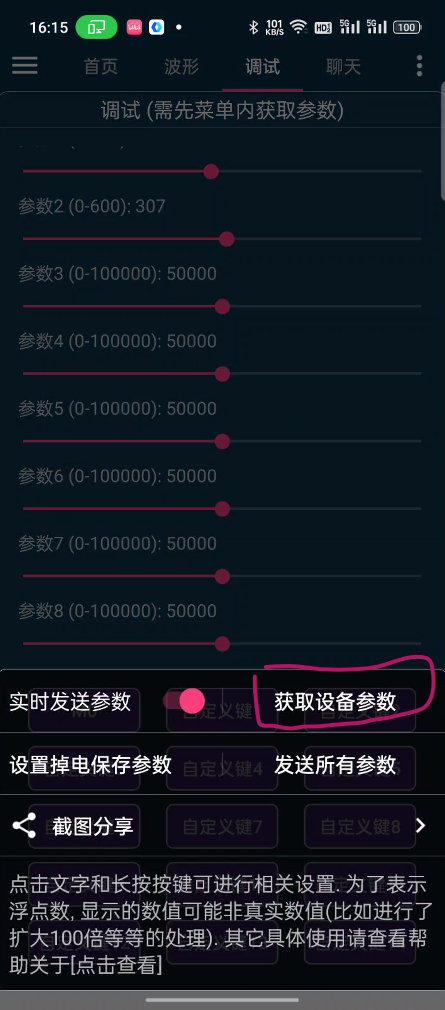 16:15
101 KB/S
HD2
5G
5G
100
首页 波形 调试 聊天
调试 (需先菜单内获取参数)
参数2 (0-600): 307
参数3 (0-100000): 50000
参数4 (0-100000): 50000
参数5 (0-100000): 50000
参数6 (0-100000): 50000
参数7 (0-100000): 50000
参数8 (0-100000): 50000
实时发送参数 获取设备参数
自定义键
设置掉电保存参数 发送所有参数
自定义键4
截图分享
自定义键7 自定义键8
点击文字和长按按键可进行相关设置.为了表示
浮点数, 显示的数值可能非真实数值(比如进行了
扩大100倍等等的处理). 其它具体使用请查看帮
助关于[点击查看]